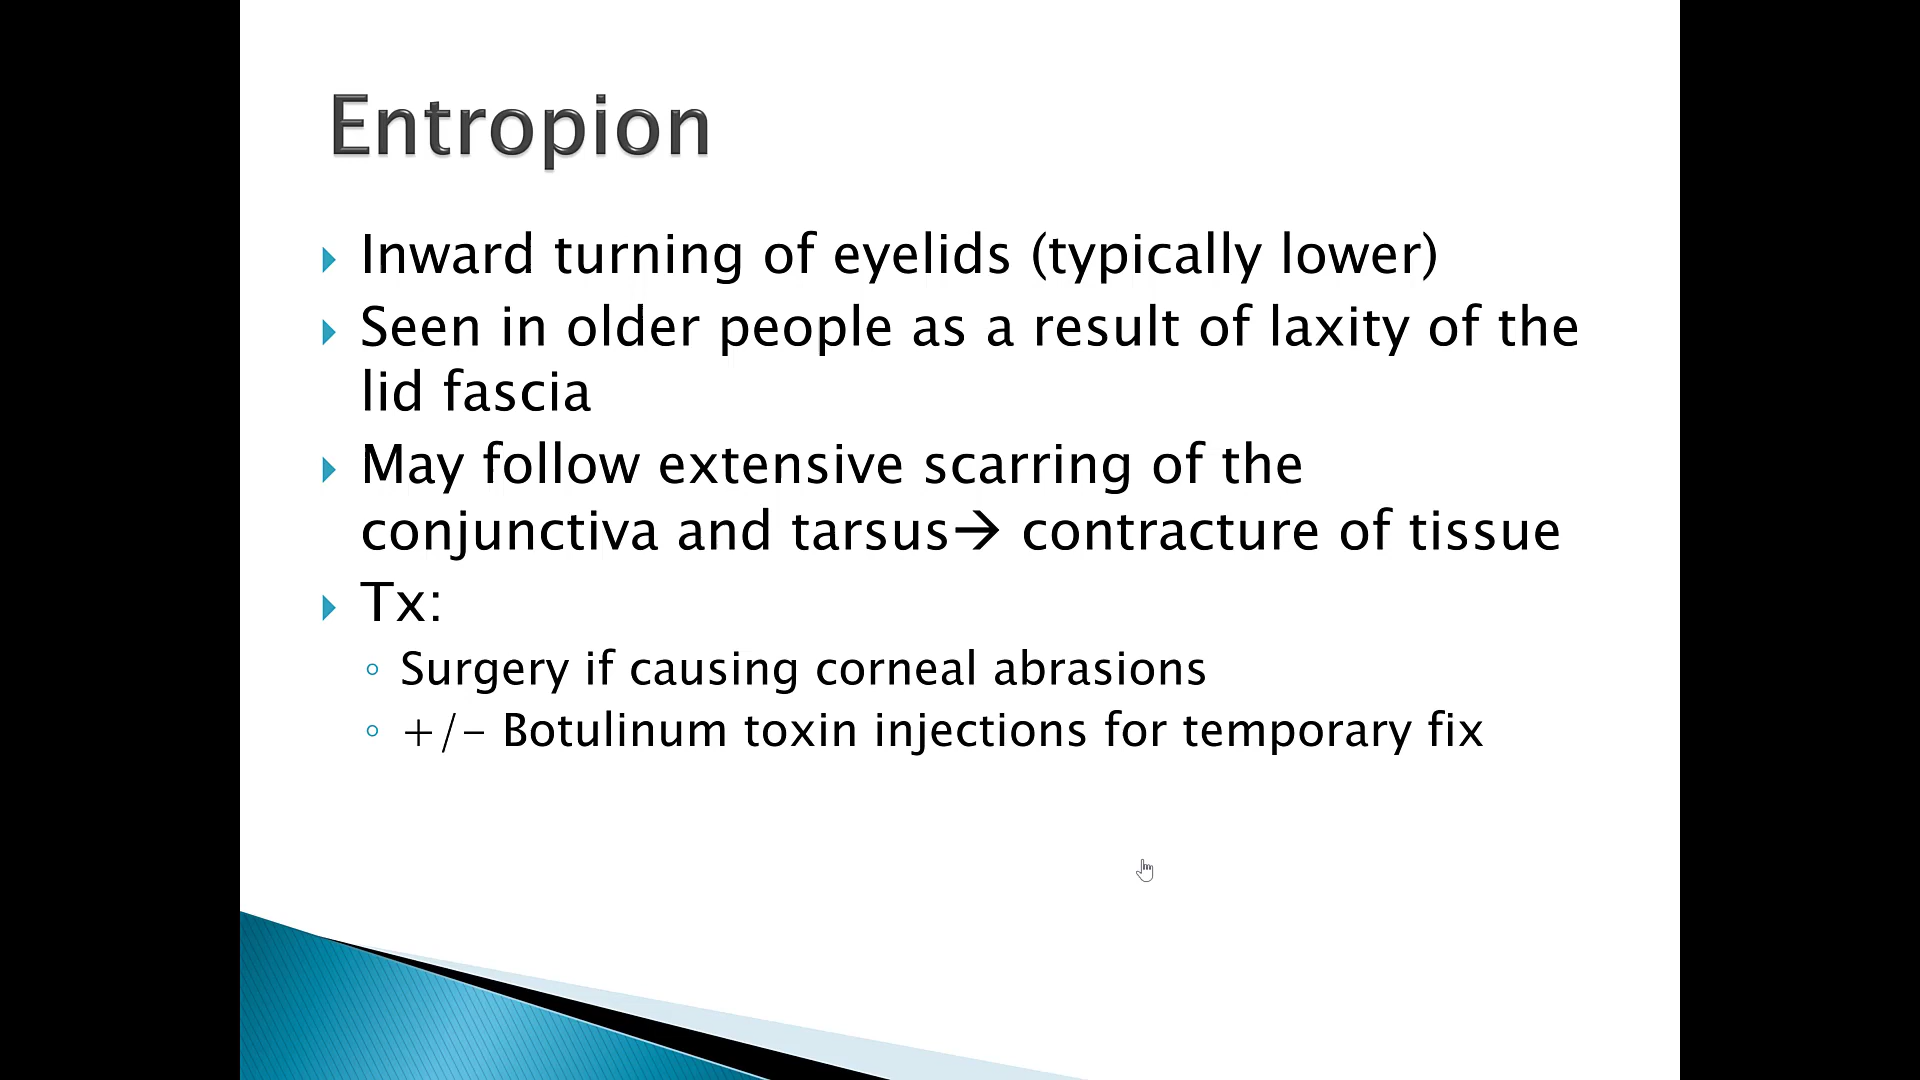 Entropion
Inward turning of eyelids (typically lower)
Seen in older people as a result of laxity of the
lid fascia
May follow extensive scarring of the
conjunctiva and tarsus→ contracture of tissue
Tx:
Surgery if causing corneal abrasions
+/- Botulinum toxin injections for temporary fix